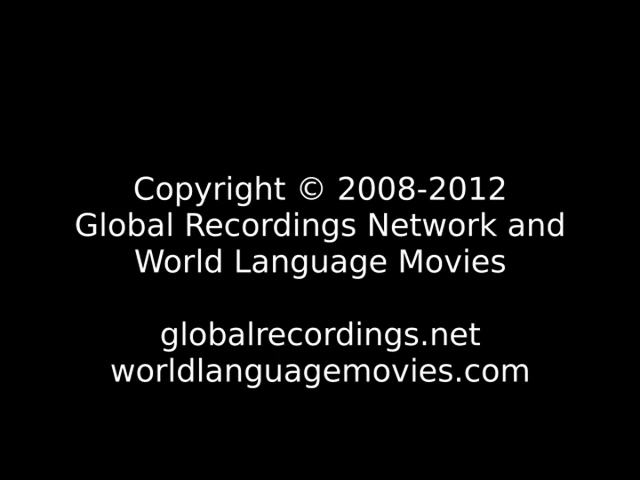 Copyright © 2008-2012
Global Recordings Network and
World Language Movies
globalrecordings.net
worldlanguagemovies.com